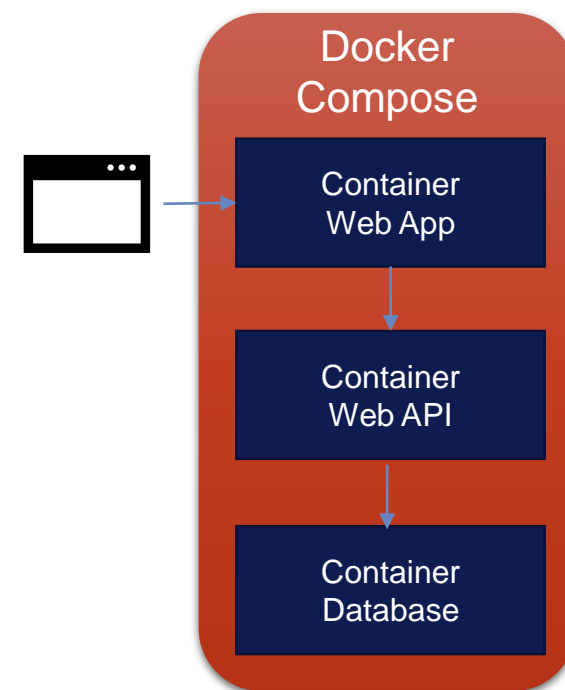 Docker
Compose
Container
Web App
Container
Web API
Container
Database